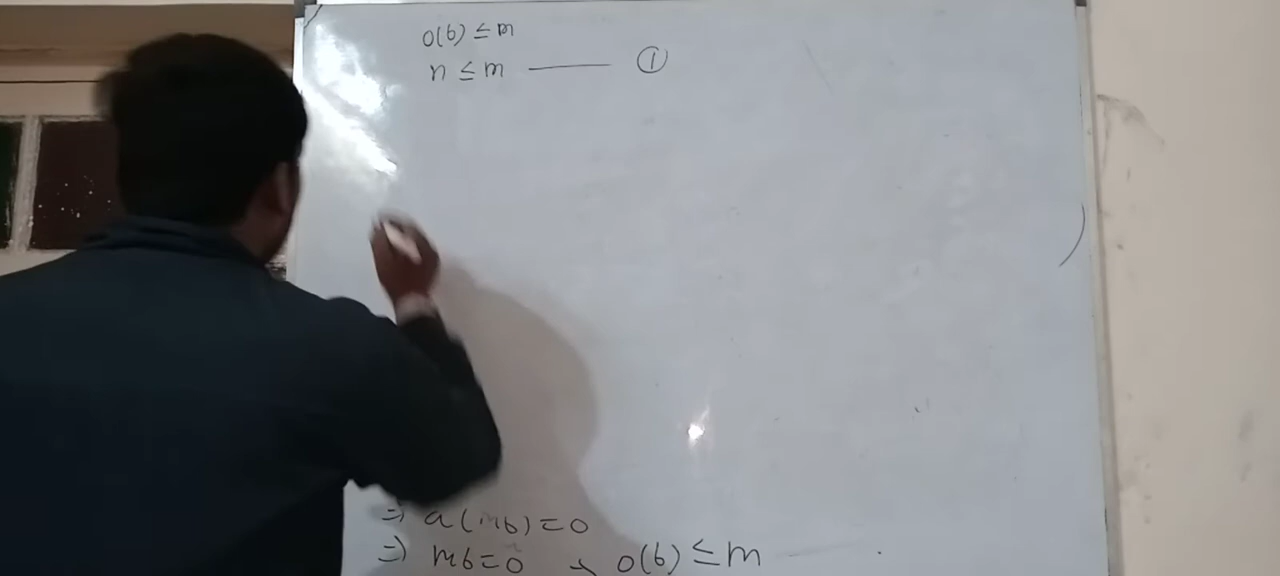 o(b) ≤ m
n ≤ m —— ①
⇒ a(mb) = 0
⇒ mb = 0 → o(b) ≤ m